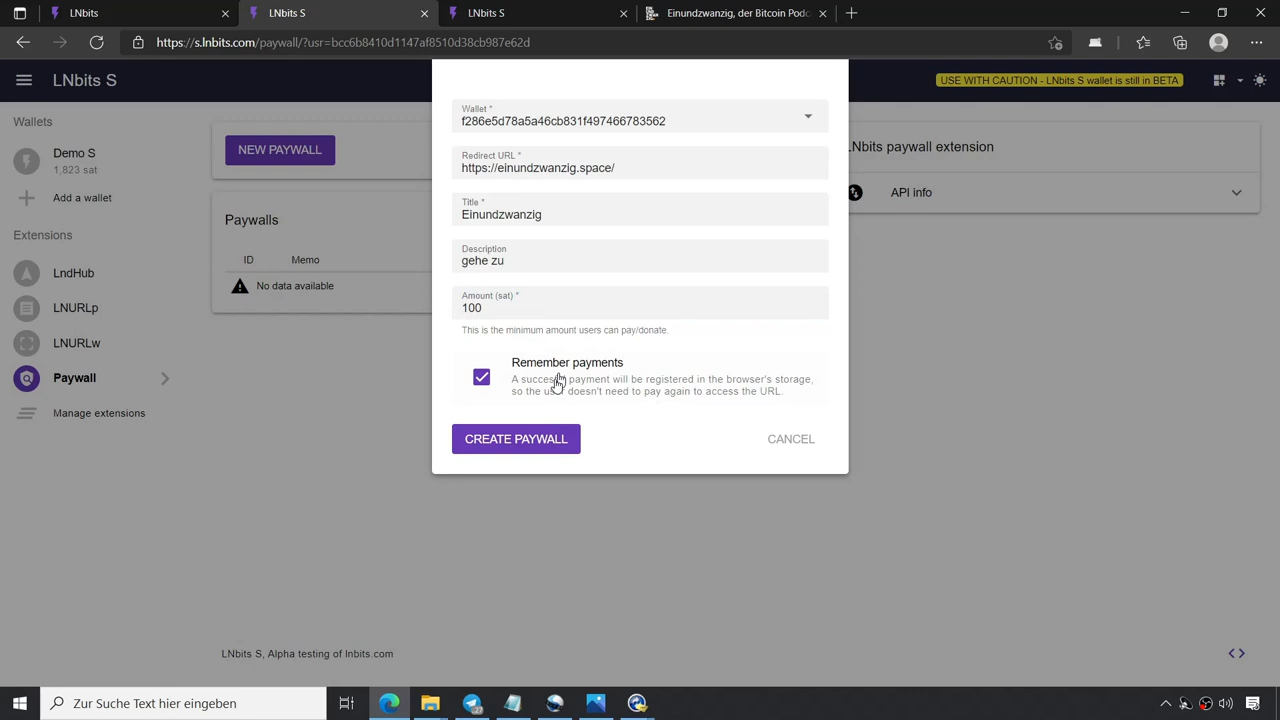 LNbits S
LNbits S
LNbits S
Einundzwanzig, der Bitcoin Podc
https://s.lnbits.com/paywall/?usr=bcc6b8410d1147af8510d38cb987e62d
LNbits S
USE WITH CAUTION - LNbits S wallet is still in BETA
Wallets
Demo S
1,823 sat
Add a wallet
Extensions
LndHub
LNURLp
LNURLw
Paywall
Manage extensions
NEW PAYWALL
Paywalls
ID Memo
No data available
Wallet *
f286e5d78a5a46cb831f497466783562
Redirect URL *
https://einundzwanzig.space/
Title *
Einundzwanzig
Description
gehe zu
Amount (sat) *
100
This is the minimum amount users can pay/donate.
Remember payments
A payment will be registered in the browser's storage,
so the doesn't need to pay again to access the URL.
CREATE PAYWALL
CANCEL
LNbits paywall extension
API info
LNbits S, Alpha testing of lnbits.com
Zur Suche Text hier eingeben